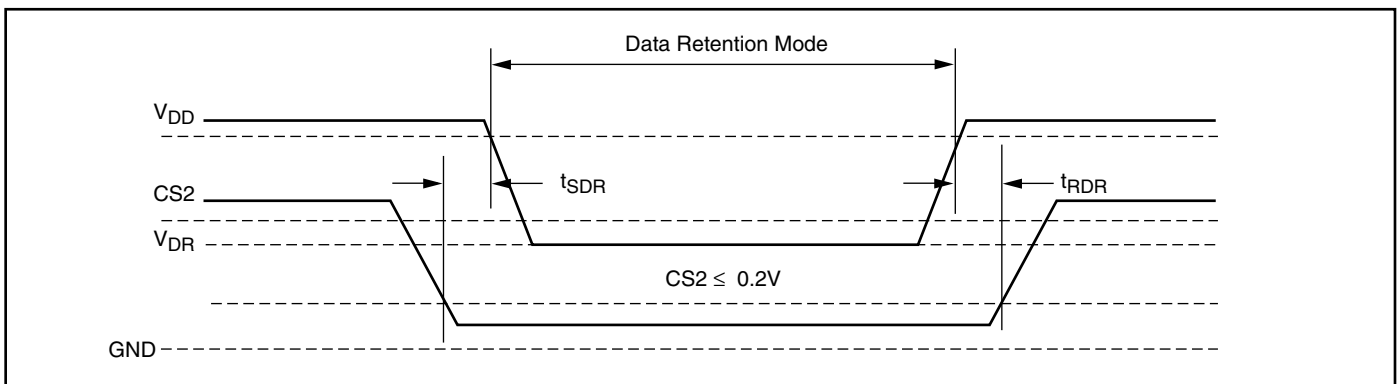 Data Retention Mode
VDD
tSDR
tRDR
CS2
VDR
CS2 ≤ 0.2V
GND